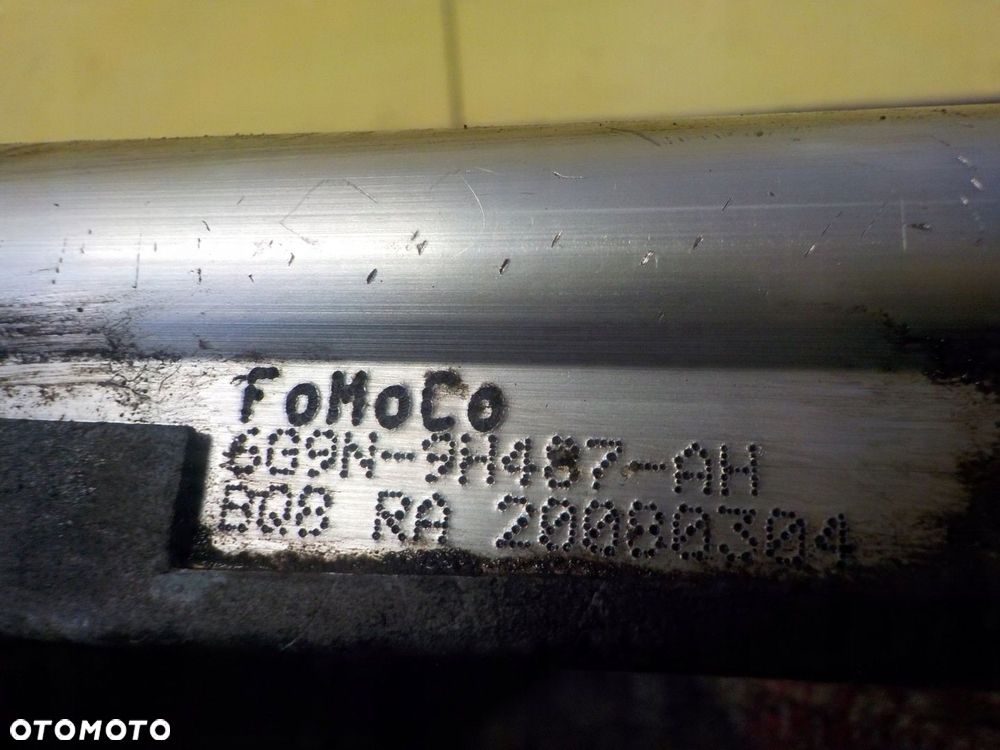 FoMoCo
6G9N-9H487-AH
BQ8 RA 20080304
OTOMOTO